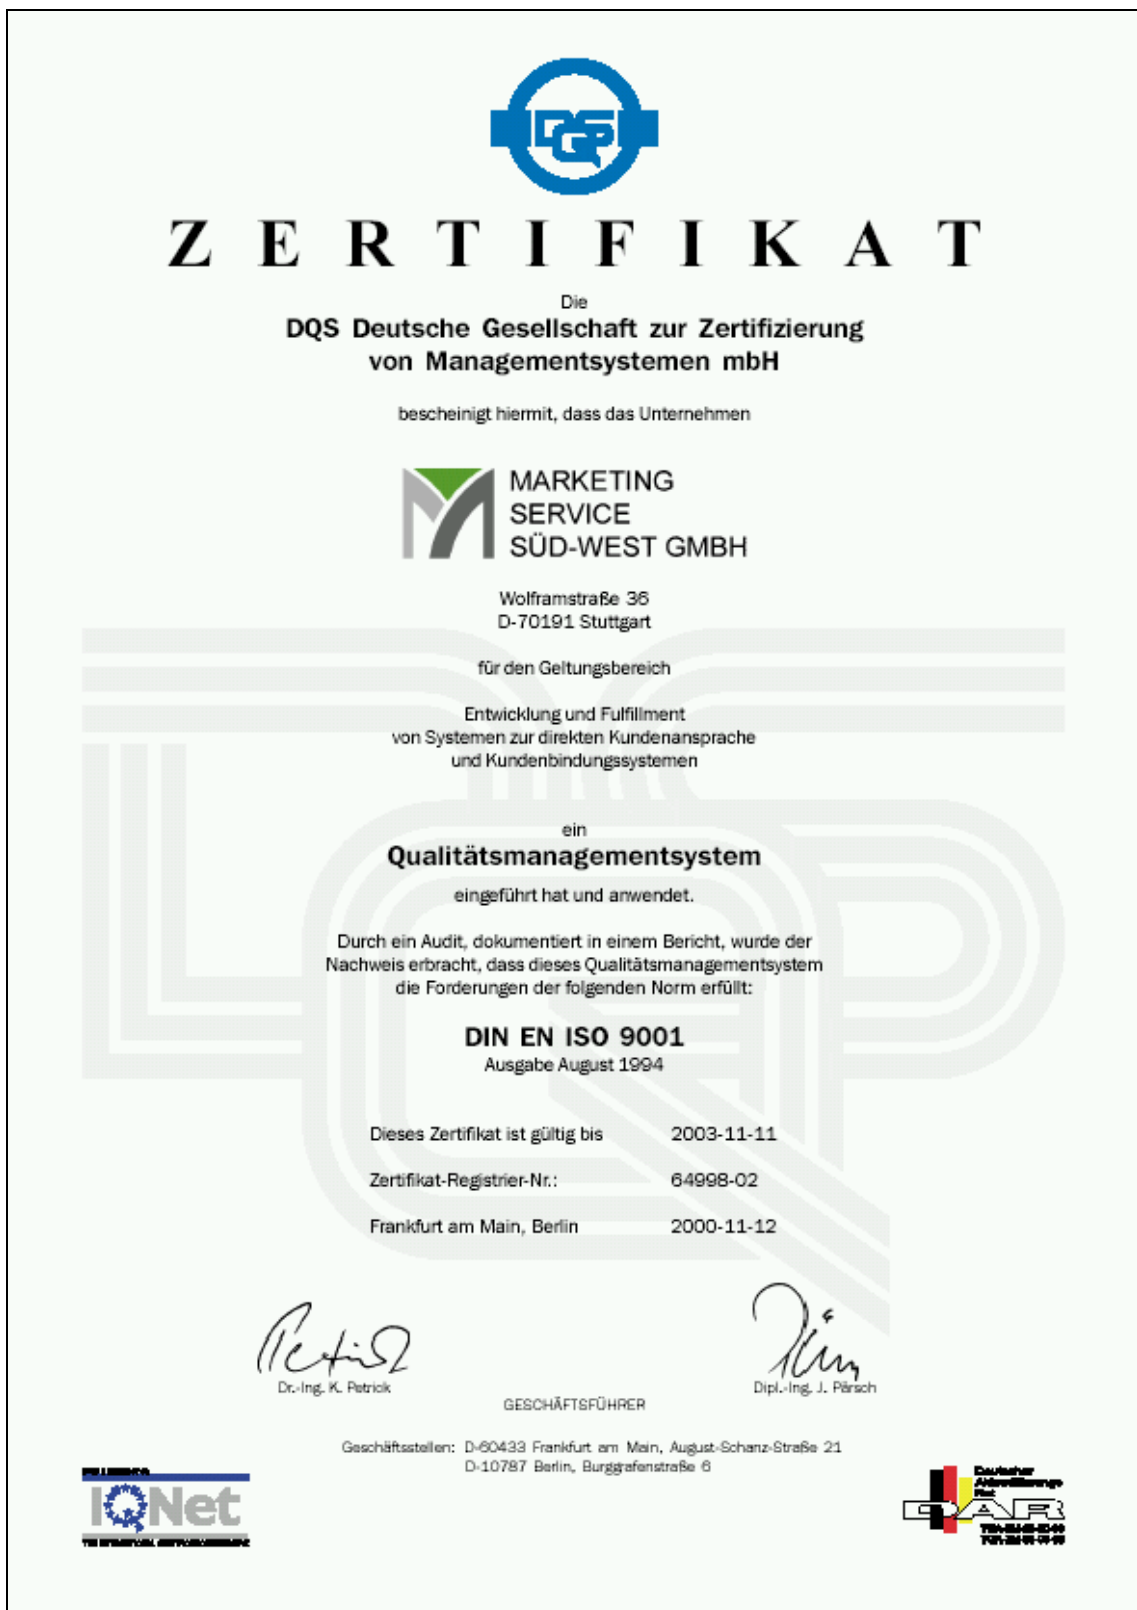 DQS
ZERTIFIKAT
Die
DQS Deutsche Gesellschaft zur Zertifizierung
von Managementsystemen mbH
bescheinigt hiermit, dass das Unternehmen
MARKETING
SERVICE
SÜD-WEST GMBH
Wolframstraße 36
D-70191 Stuttgart
für den Geltungsbereich
Entwicklung und Fulfillment
von Systemen zur direkten Kundenansprache
und Kundenbindungssystemen
ein
Qualitätsmanagementsystem
eingeführt hat und anwendet.
Durch ein Audit, dokumentiert in einem Bericht, wurde der
Nachweis erbracht, dass dieses Qualitätsmanagementsystem
die Forderungen der folgenden Norm erfüllt:
DIN EN ISO 9001
Ausgabe August 1994
Dieses Zertifikat ist gültig bis 2003-11-11
Zertifikat-Registrier-Nr.: 64998-02
Frankfurt am Main, Berlin 2000-11-12
Dr.-Ing. K. Petrick
Dipl.-Ing. J. Pärsch
GESCHÄFTSFÜHRER
Geschäftsstellen: D-60433 Frankfurt am Main, August-Schanz-Straße 21
D-10787 Berlin, Burggrafenstraße 6
IQNet
Deutscher
DAR